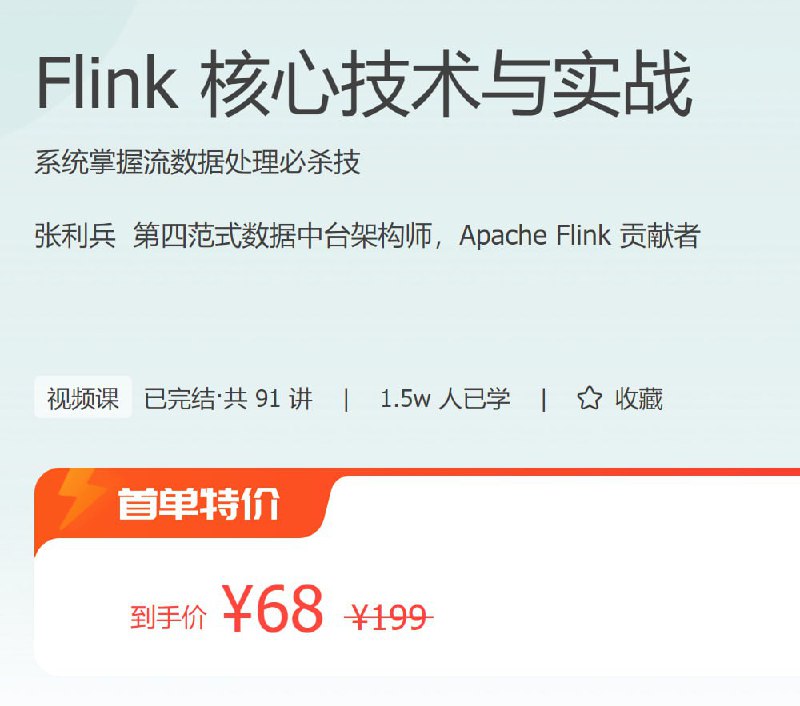 Flink 核心技术与实战
系统掌握流数据处理必杀技
张利兵 第四范式数据中台架构师，Apache Flink 贡献者
视频课 已完结·共 91 讲 | 1.5w 人已学 | 收藏
首单特价
到手价 ¥68 ¥199